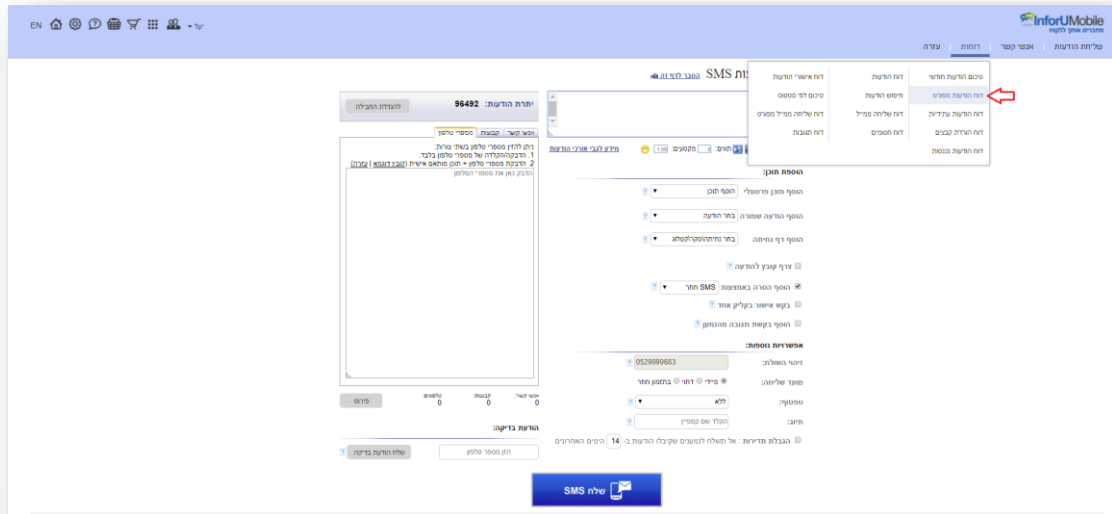 InforUMobile
מחברים אותך ללקוח
EN
שליחת הודעות | אנשי קשר | דוחות | עזרה
סיכום הודעות חודשי
דוח הודעות
דוח אישורי הודעות
דוח הודעות מפורט
חיפוש הודעות
סיכום לפי סטטוס
דוח הודעות עתידיות
דוח שליחה ממייל
דוח שליחה ממייל מפורט
דוח הורדת קבצים
דוח חסומים
דוח תגובות
דוח הודעות נכנסות
SMS הסבר לדף זה
תווים: 0 מקטעים: 1.00 מידע לגבי אורכי הודעות
הוספת תוכן:
הוסף תוכן פרסונלי הוסף תוכן ?
הוסף הודעה שמורה בחר הודעה ?
הוסף דף נחיתה בחר נחיתה\סקר\קטלוג ?
צרף קובץ להודעה ?
הוסף הסרה באמצעות SMS חוזר ?
בקש אישור בקליק אחד ?
הוסף בקשת תגובה מהנמען ?
אפשרויות נוספות:
זיהוי השולח: 0529999683 ?
מועד שליחה: מיידי דחוי בתזמון חוזר
טפטוף: ללא ?
תיוג: הקלד שם קמפיין
הגבלת תדירות : אל תשלח לנמענים שקיבלו הודעות ב- 14 הימים האחרונים
יתרת הודעות: 96492
להגדלת החבילה
אנשי קשר קבוצות מספרי טלפון
ניתן להזין מספרי טלפון בשתי צורות:
1. הדבקה/הקלדה של מספרי טלפון בלבד.
2. הדבקת מספרי טלפון + תוכן מותאם אישית (קובץ דוגמא | עזרה)
הדבק כאן את מספרי הטלפון
אנשי קשר: 0 קבוצות: 0 טלפונים: 0
פירוט
הודעת בדיקה:
הזן מספר טלפון
שלח הודעת בדיקה ?
שלח SMS